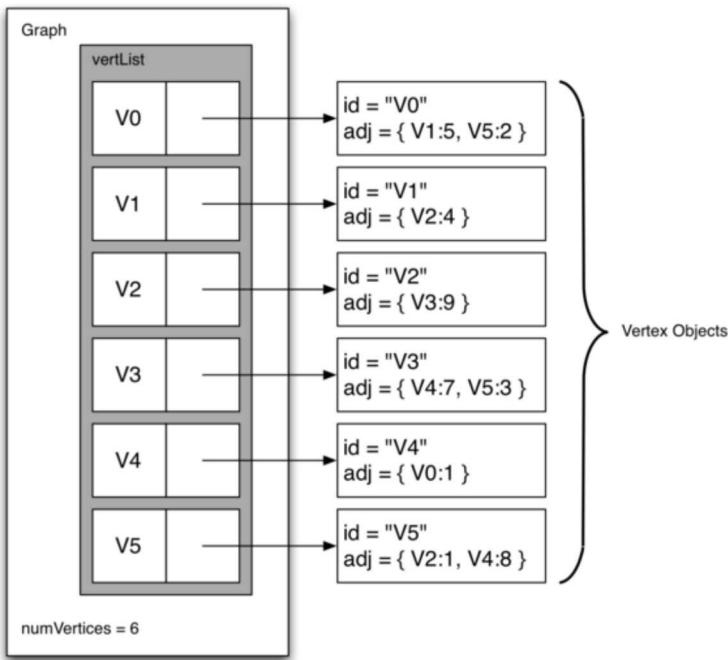 Graph
vertList
V0
id = "V0"
adj = { V1:5, V5:2 }
V1
id = "V1"
adj = { V2:4 }
V2
id = "V2"
adj = { V3:9 }
V3
id = "V3"
adj = { V4:7, V5:3 }
V4
id = "V4"
adj = { V0:1 }
V5
id = "V5"
adj = { V2:1, V4:8 }
Vertex Objects
numVertices = 6